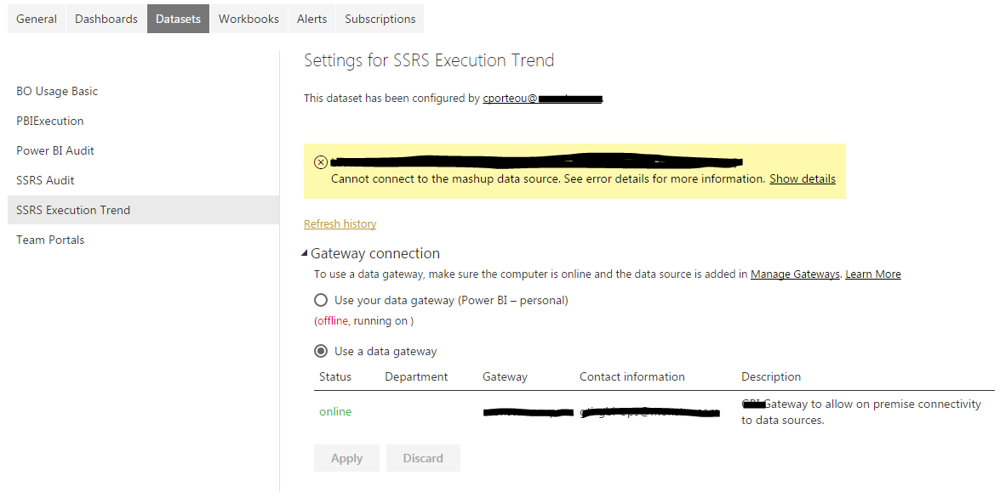 General Dashboards Datasets Workbooks Alerts Subscriptions
Settings for SSRS Execution Trend
BO Usage Basic
This dataset has been configured by cporteou@
PBIExecution
Power BI Audit
SSRS Audit
Cannot connect to the mashup data source. See error details for more information. Show details
SSRS Execution Trend
Refresh history
Team Portals
Gateway connection
To use a data gateway, make sure the computer is online and the data source is added in Manage Gateways. Learn More
Use your data gateway (Power BI – personal)
(offline, running on )
Use a data gateway
Status Department Gateway Contact information Description
online Gateway to allow on premise connectivity
to data sources.
Apply Discard